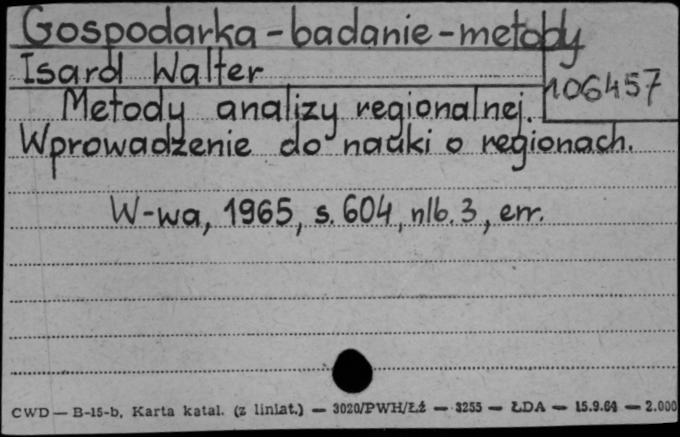 Gospodarka - badanie - metody
Isard Walter
106457
Metody analizy regionalnej.
Wprowadzenie do nauki o regionach.
W-wa, 1965, s. 604, nlb. 3, err.
CWD — B-15-b, Karta katal. (z liniat.) — 3020/PWH/Łź — 3255 — ŁDA — 15.9.64 — 2.000